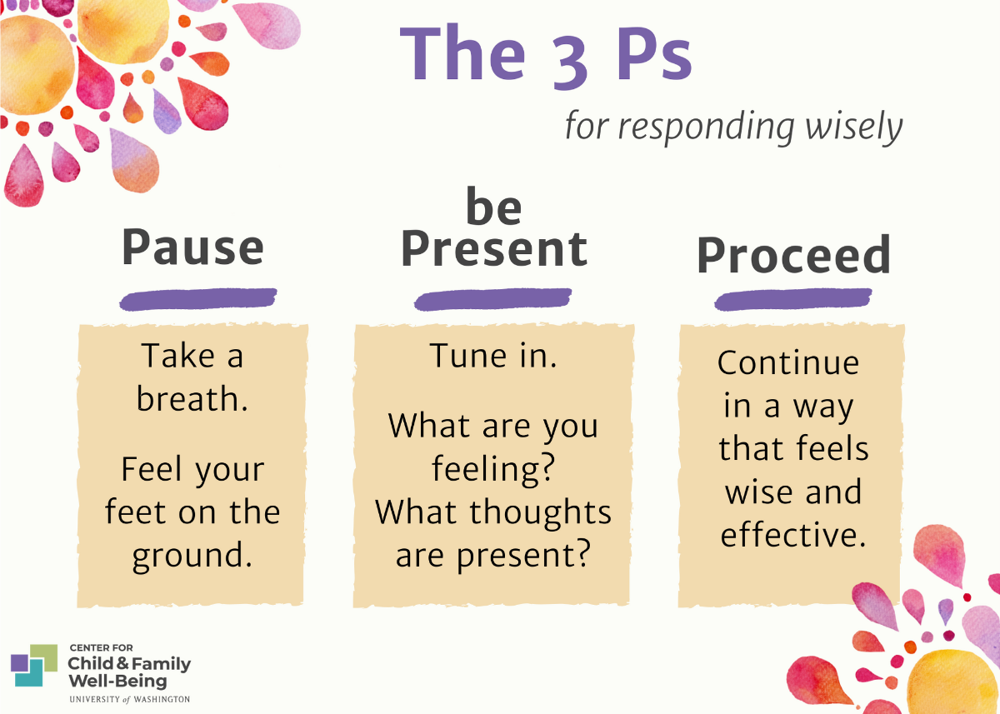 The 3 Ps
for responding wisely
Pause
Take a
breath.
Feel your
feet on the
ground.
be
Present
Tune in.
What are you
feeling?
What thoughts
are present?
Proceed
Continue
in a way
that feels
wise and
effective.
CENTER FOR
Child & Family
Well-Being
UNIVERSITY of WASHINGTON